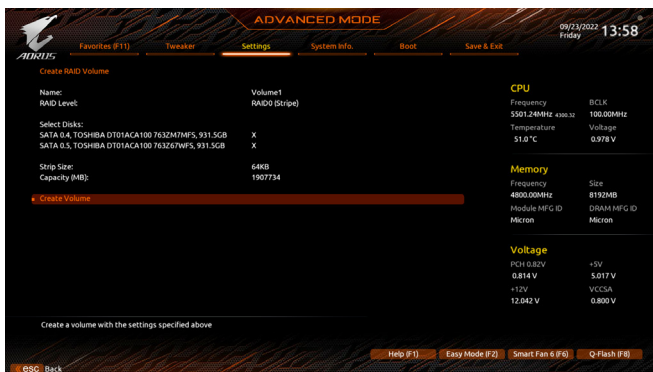 ADVANCED MODE
09/23/2022 Friday 13:58
AORUS
Favorites (F11) Tweaker Settings System Info. Boot Save & Exit
Create RAID Volume
Name: Volume1
RAID Level: RAID0 (Stripe)
Select Disks:
SATA 0.4, TOSHIBA DT01ACA100 763ZM7MFS, 931.5GB X
SATA 0.5, TOSHIBA DT01ACA100 763Z67WFS, 931.5GB X
Strip Size: 64KB
Capacity (MB): 1907734
Create Volume
CPU
Frequency BCLK
5501.24MHz 4300.52 100.00MHz
Temperature Voltage
51.0 °C 0.978 V
Memory
Frequency Size
4800.00MHz 8192MB
Module MFG ID DRAM MFG ID
Micron Micron
Voltage
PCH 0.82V +5V
0.814 V 5.017 V
+12V VCCSA
12.042 V 0.800 V
Create a volume with the settings specified above
Help (F1) Easy Mode (F2) Smart Fan 6 (F6) Q-Flash (F8)
esc Back